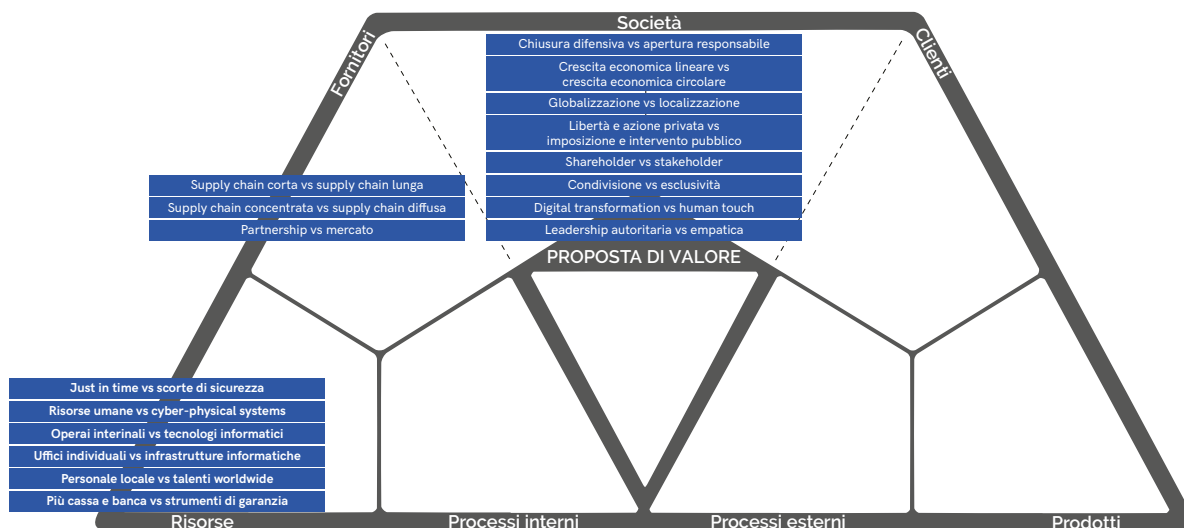 Società
Fornitori
Clienti
Chiusura difensiva vs apertura responsabile
Crescita economica lineare vs
crescita economica circolare
Globalizzazione vs localizzazione
Libertà e azione privata vs
imposizione e intervento pubblico
Shareholder vs stakeholder
Condivisione vs esclusività
Digital transformation vs human touch
Leadership autoritaria vs empatica
Supply chain corta vs supply chain lunga
Supply chain concentrata vs supply chain diffusa
Partnership vs mercato
PROPOSTA DI VALORE
Just in time vs scorte di sicurezza
Risorse umane vs cyber-physical systems
Operai interinali vs tecnologi informatici
Uffici individuali vs infrastrutture informatiche
Personale locale vs talenti worldwide
Più cassa e banca vs strumenti di garanzia
Risorse
Processi interni
Processi esterni
Prodotti